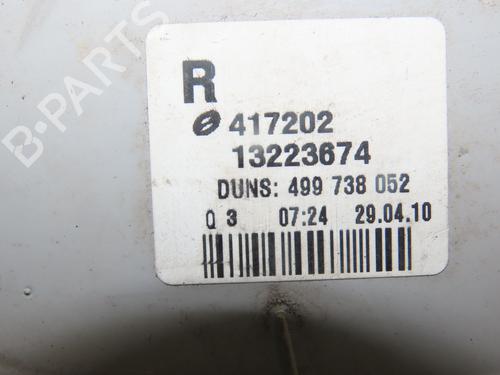 B-PARTS
R
417202
13223674
DUNS: 499 738 052
Q 3 07:24 29.04.10